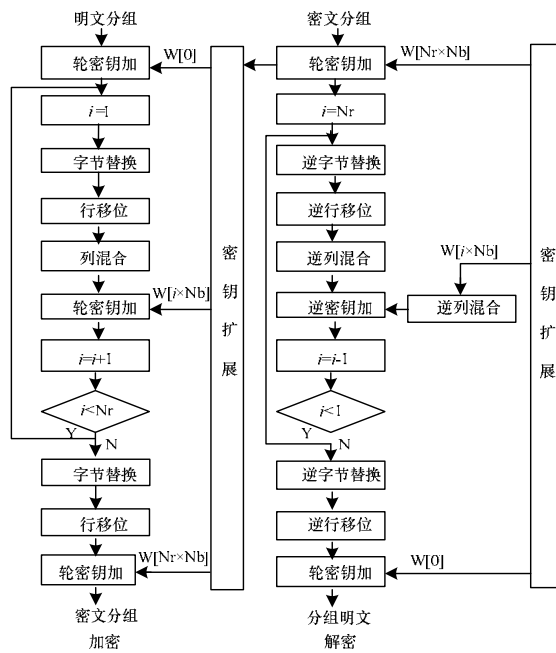 明文分组
轮密钥加
W[0]
i=I
字节替换
行移位
列混合
轮密钥加
W[i×Nb]
i=i+I
i<Nr
Y
N
字节替换
行移位
轮密钥加
W[Nr×Nb]
密文分组
加密
密钥扩展
密文分组
轮密钥加
W[Nr×Nb]
i=Nr
逆字节替换
逆行移位
逆列混合
W[i×Nb]
逆密钥加
逆列混合
i=i-I
i<I
Y
N
逆字节替换
逆行移位
轮密钥加
W[0]
分组明文
解密
密钥扩展